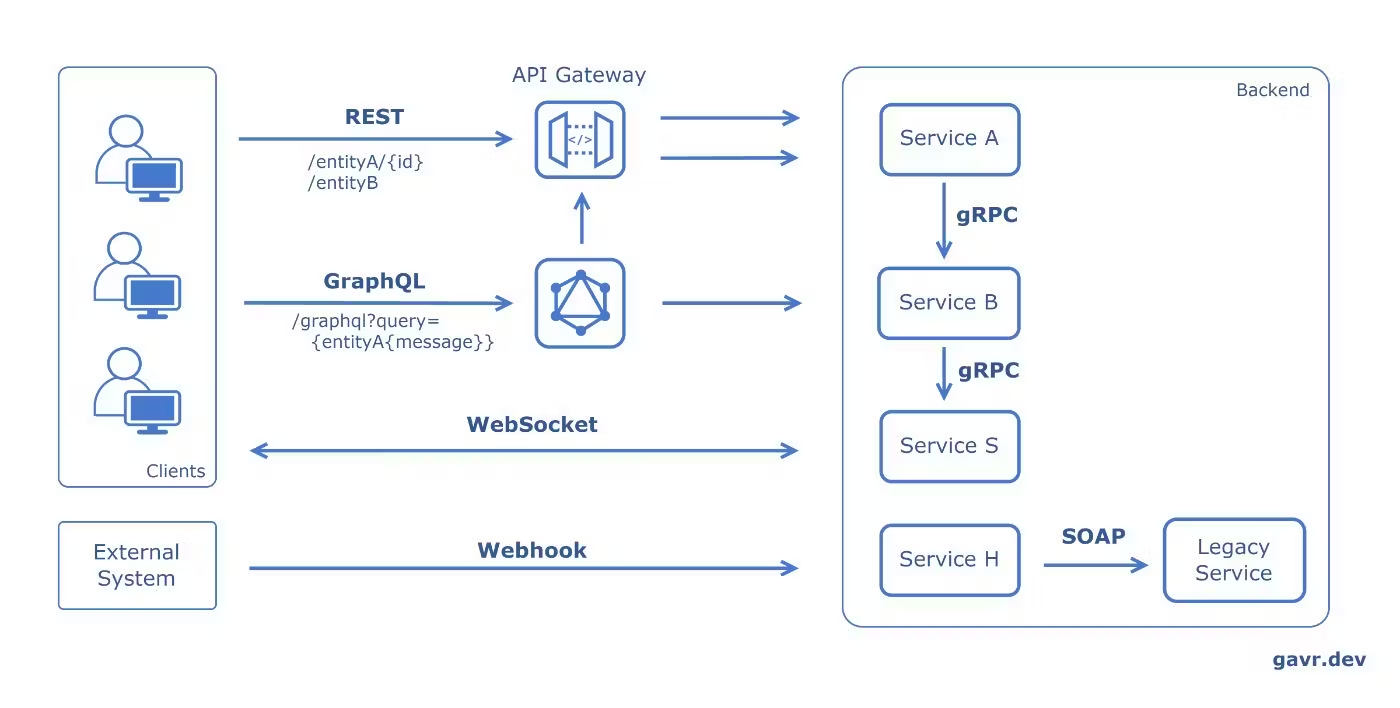 API Gateway
Backend
REST
/entityA/{id}
/entityB
</>
Service A
gRPC
GraphQL
/graphql?query=
{entityA{message}}
Service B
gRPC
WebSocket
Service S
Clients
External
System
Webhook
Service H
SOAP
Legacy
Service
gavr.dev